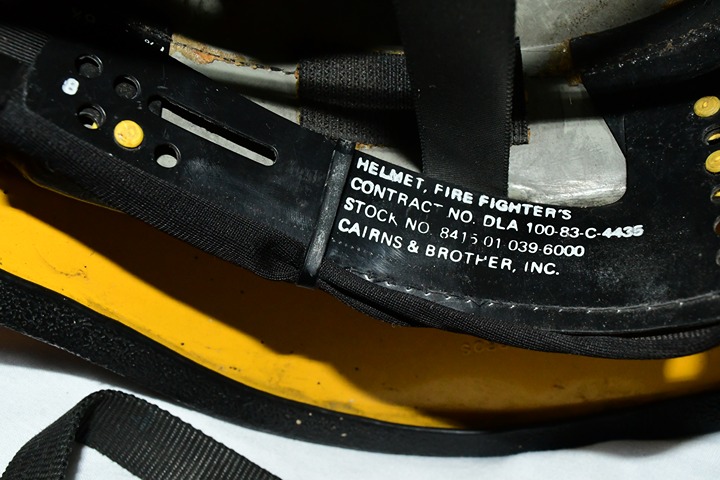 HELMET, FIRE FIGHTER'S
CONTRACT NO. DLA 100-83-C-4435
STOCK NO. 8415 01 039-6000
CAIRNS & BROTHER, INC.